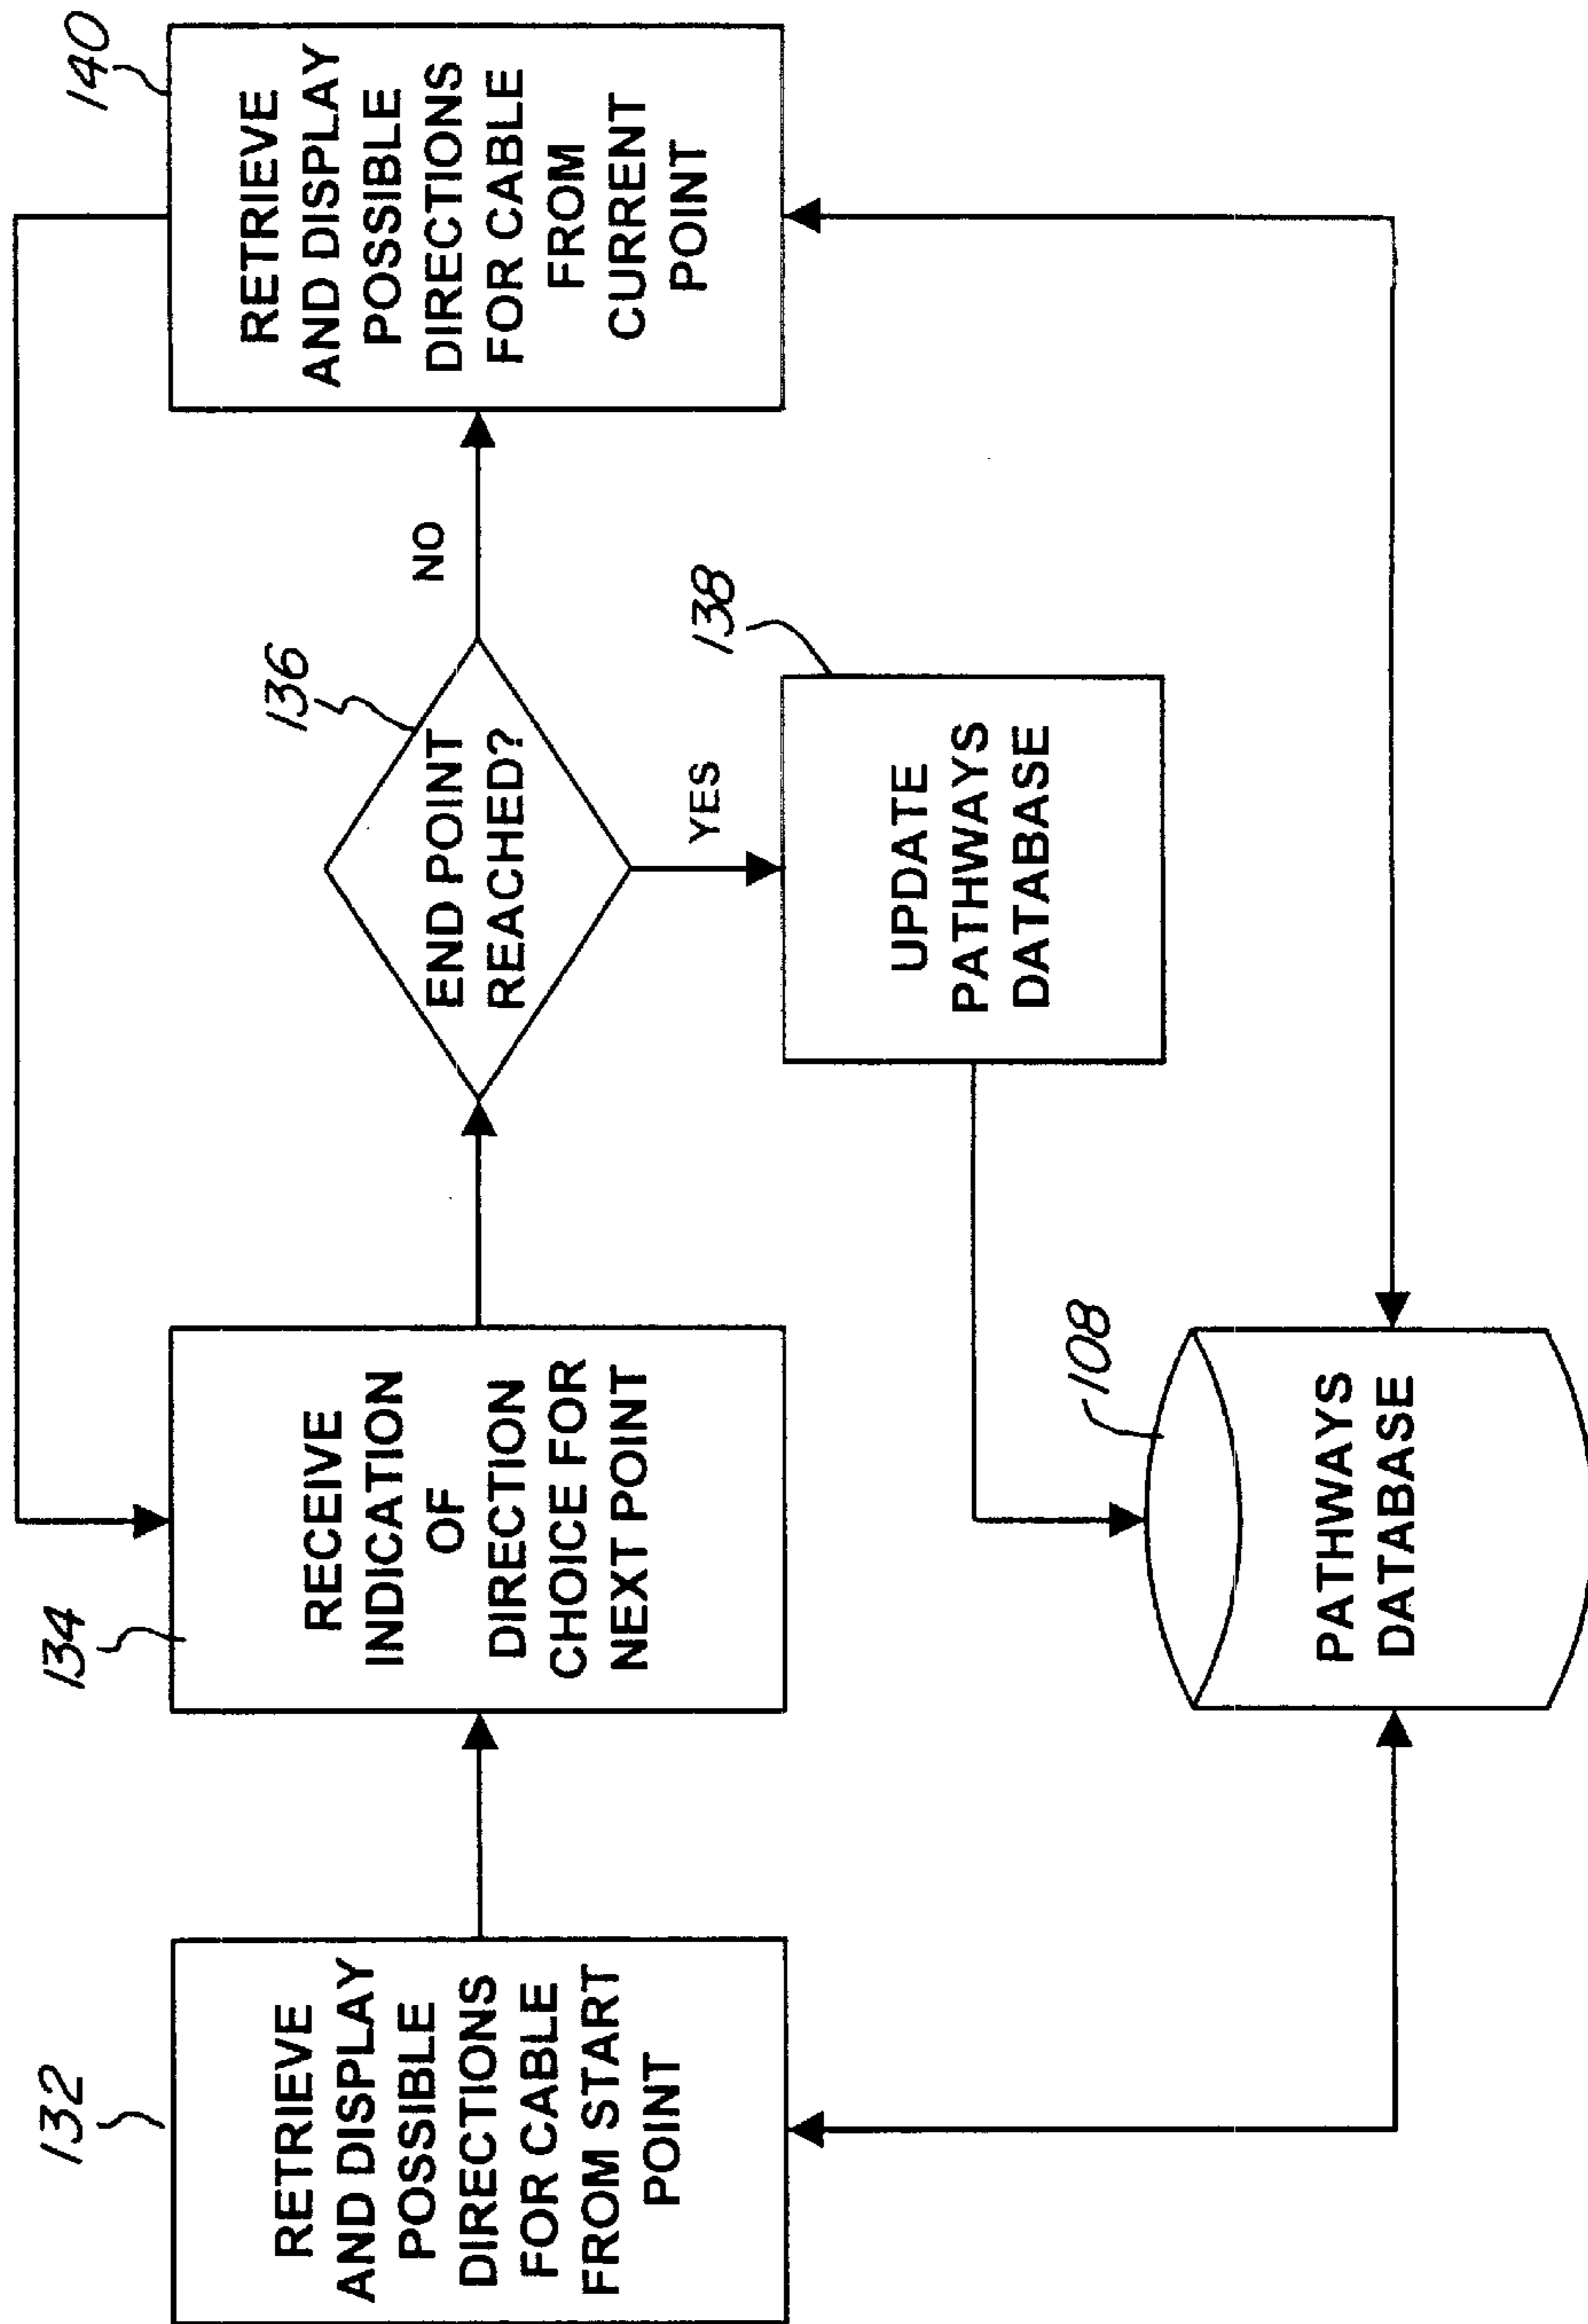 132
RETRIEVE
AND DISPLAY
POSSIBLE
DIRECTIONS
FOR CABLE
FROM START
POINT
134
RECEIVE
INDICATION
OF
DIRECTION
CHOICE FOR
NEXT POINT
136
END POINT
REACHED?
NO
YES
140
RETRIEVE
AND DISPLAY
POSSIBLE
DIRECTIONS
FOR CABLE
FROM
CURRENT
POINT
138
UPDATE
PATHWAYS
DATABASE
108
PATHWAYS
DATABASE